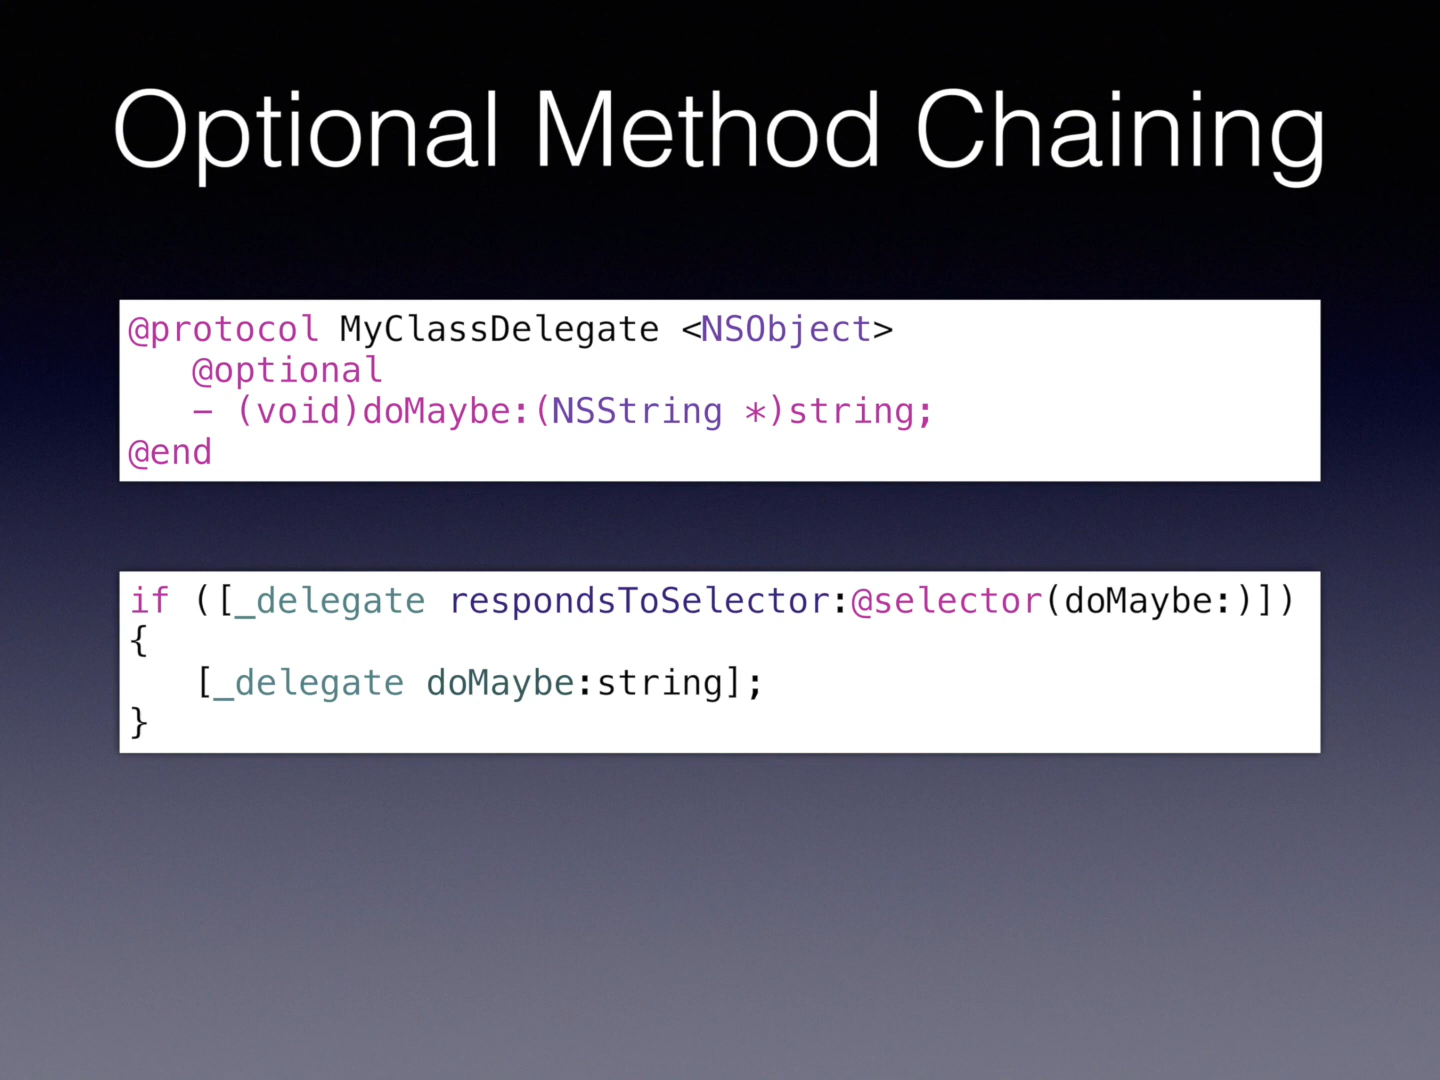 Optional Method Chaining
@protocol MyClassDelegate <NSObject>
@optional
- (void)doMaybe:(NSString *)string;
@end
if ([_delegate respondsToSelector:@selector(doMaybe:)])
{
[_delegate doMaybe:string];
}